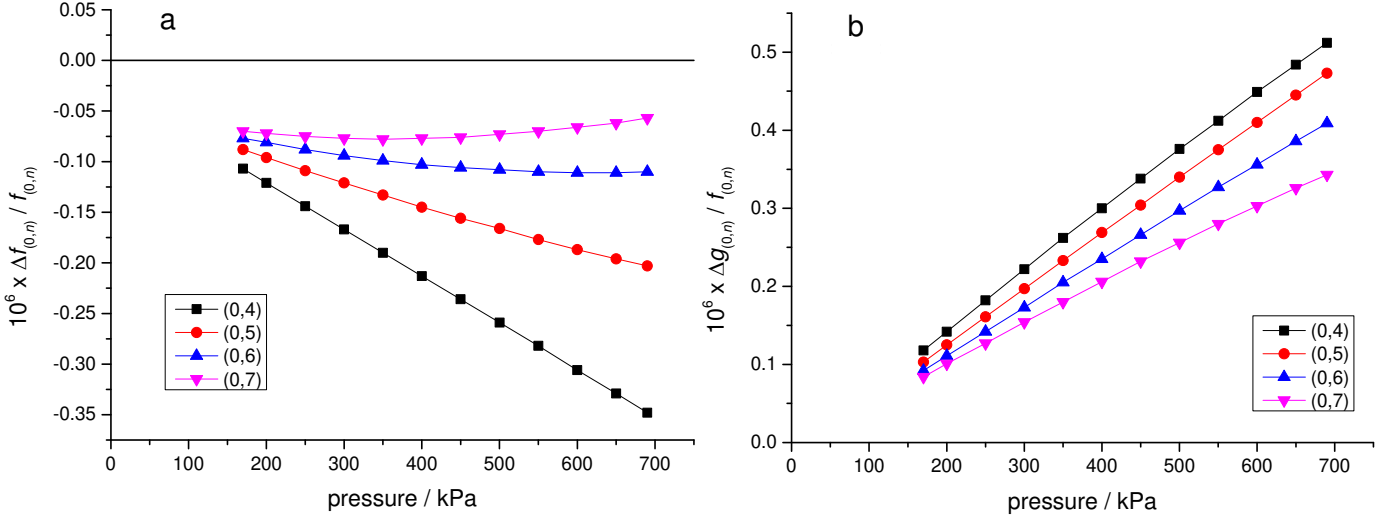 a
0.00
-0.05
-0.10
-0.15
-0.20
-0.25
-0.30
-0.35
10⁶ x Δf(0,n) / f(0,n)
(0,4)
(0,5)
(0,6)
(0,7)
0 100 200 300 400 500 600 700
pressure / kPa
b
0.5
0.4
0.3
0.2
0.1
0.0
10⁶ x Δg(0,n) / f(0,n)
(0,4)
(0,5)
(0,6)
(0,7)
0 100 200 300 400 500 600 700
pressure / kPa